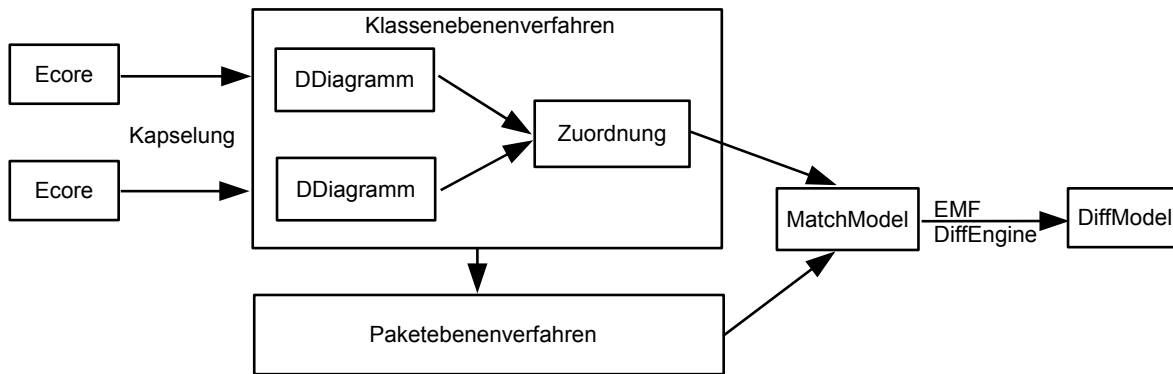 Klassenebenenverfahren
Ecore
DDiagramm
Kapselung
Zuordnung
Ecore
DDiagramm
MatchModel
EMF
DiffEngine
DiffModel
Paketebenenverfahren